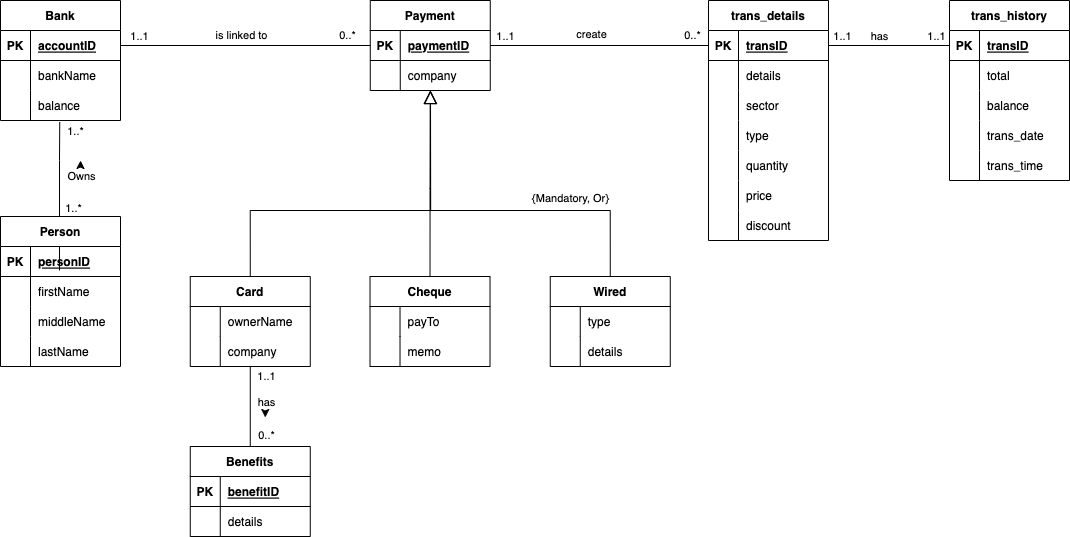 Bank
PK accountID
bankName
balance
1..1 is linked to 0..*
Payment
PK paymentID
company
1..1 create 0..*
trans_details
PK transID
details
sector
type
quantity
price
discount
1..1 has 1..1
trans_history
PK transID
total
balance
trans_date
trans_time
1..*
Owns
1..*
Person
PK personID
firstName
middleName
lastName
{Mandatory, Or}
Card
ownerName
company
Cheque
payTo
memo
Wired
type
details
1..1
has
0..*
Benefits
PK benefitID
details